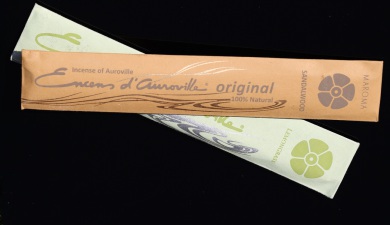 Incense of Auroville
Encens d'Auroville
original
100% Natural
SANDALWOOD
MAROMA
LEMONGRASS